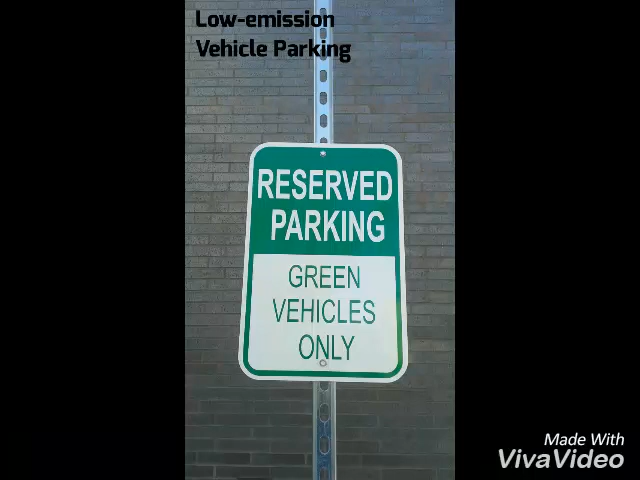 Low-emission
Vehicle Parking
RESERVED
PARKING
GREEN
VEHICLES
ONLY
Made With
VivaVideo